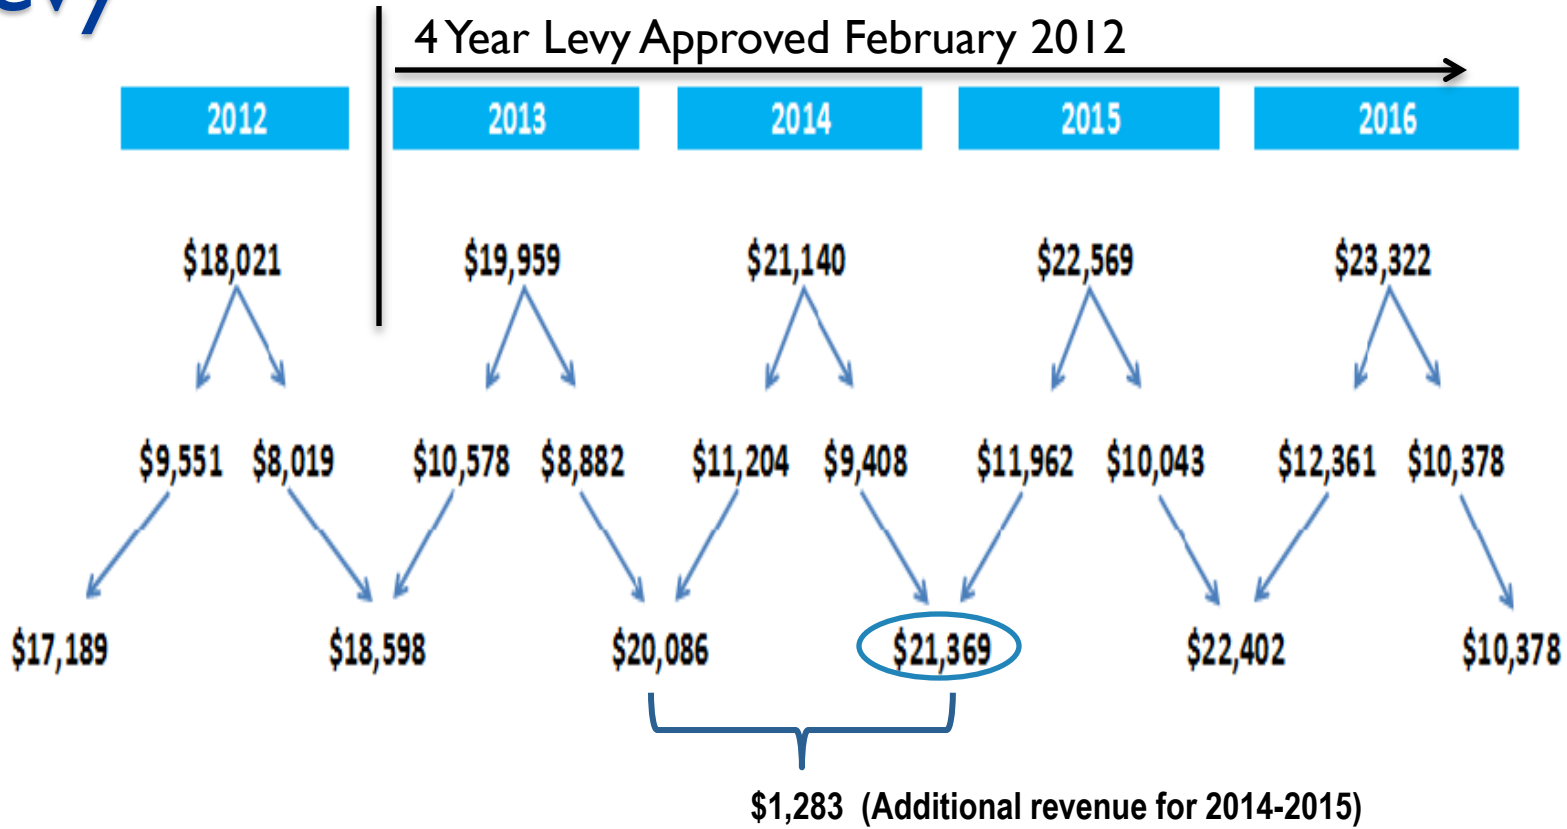 4 Year Levy Approved February 2012
2012 2013 2014 2015 2016
$18,021 $19,959 $21,140 $22,569 $23,322
$9,551 $8,019 $10,578 $8,882 $11,204 $9,408 $11,962 $10,043 $12,361 $10,378
$17,189 $18,598 $20,086 $21,369 $22,402 $10,378
$1,283 (Additional revenue for 2014-2015)